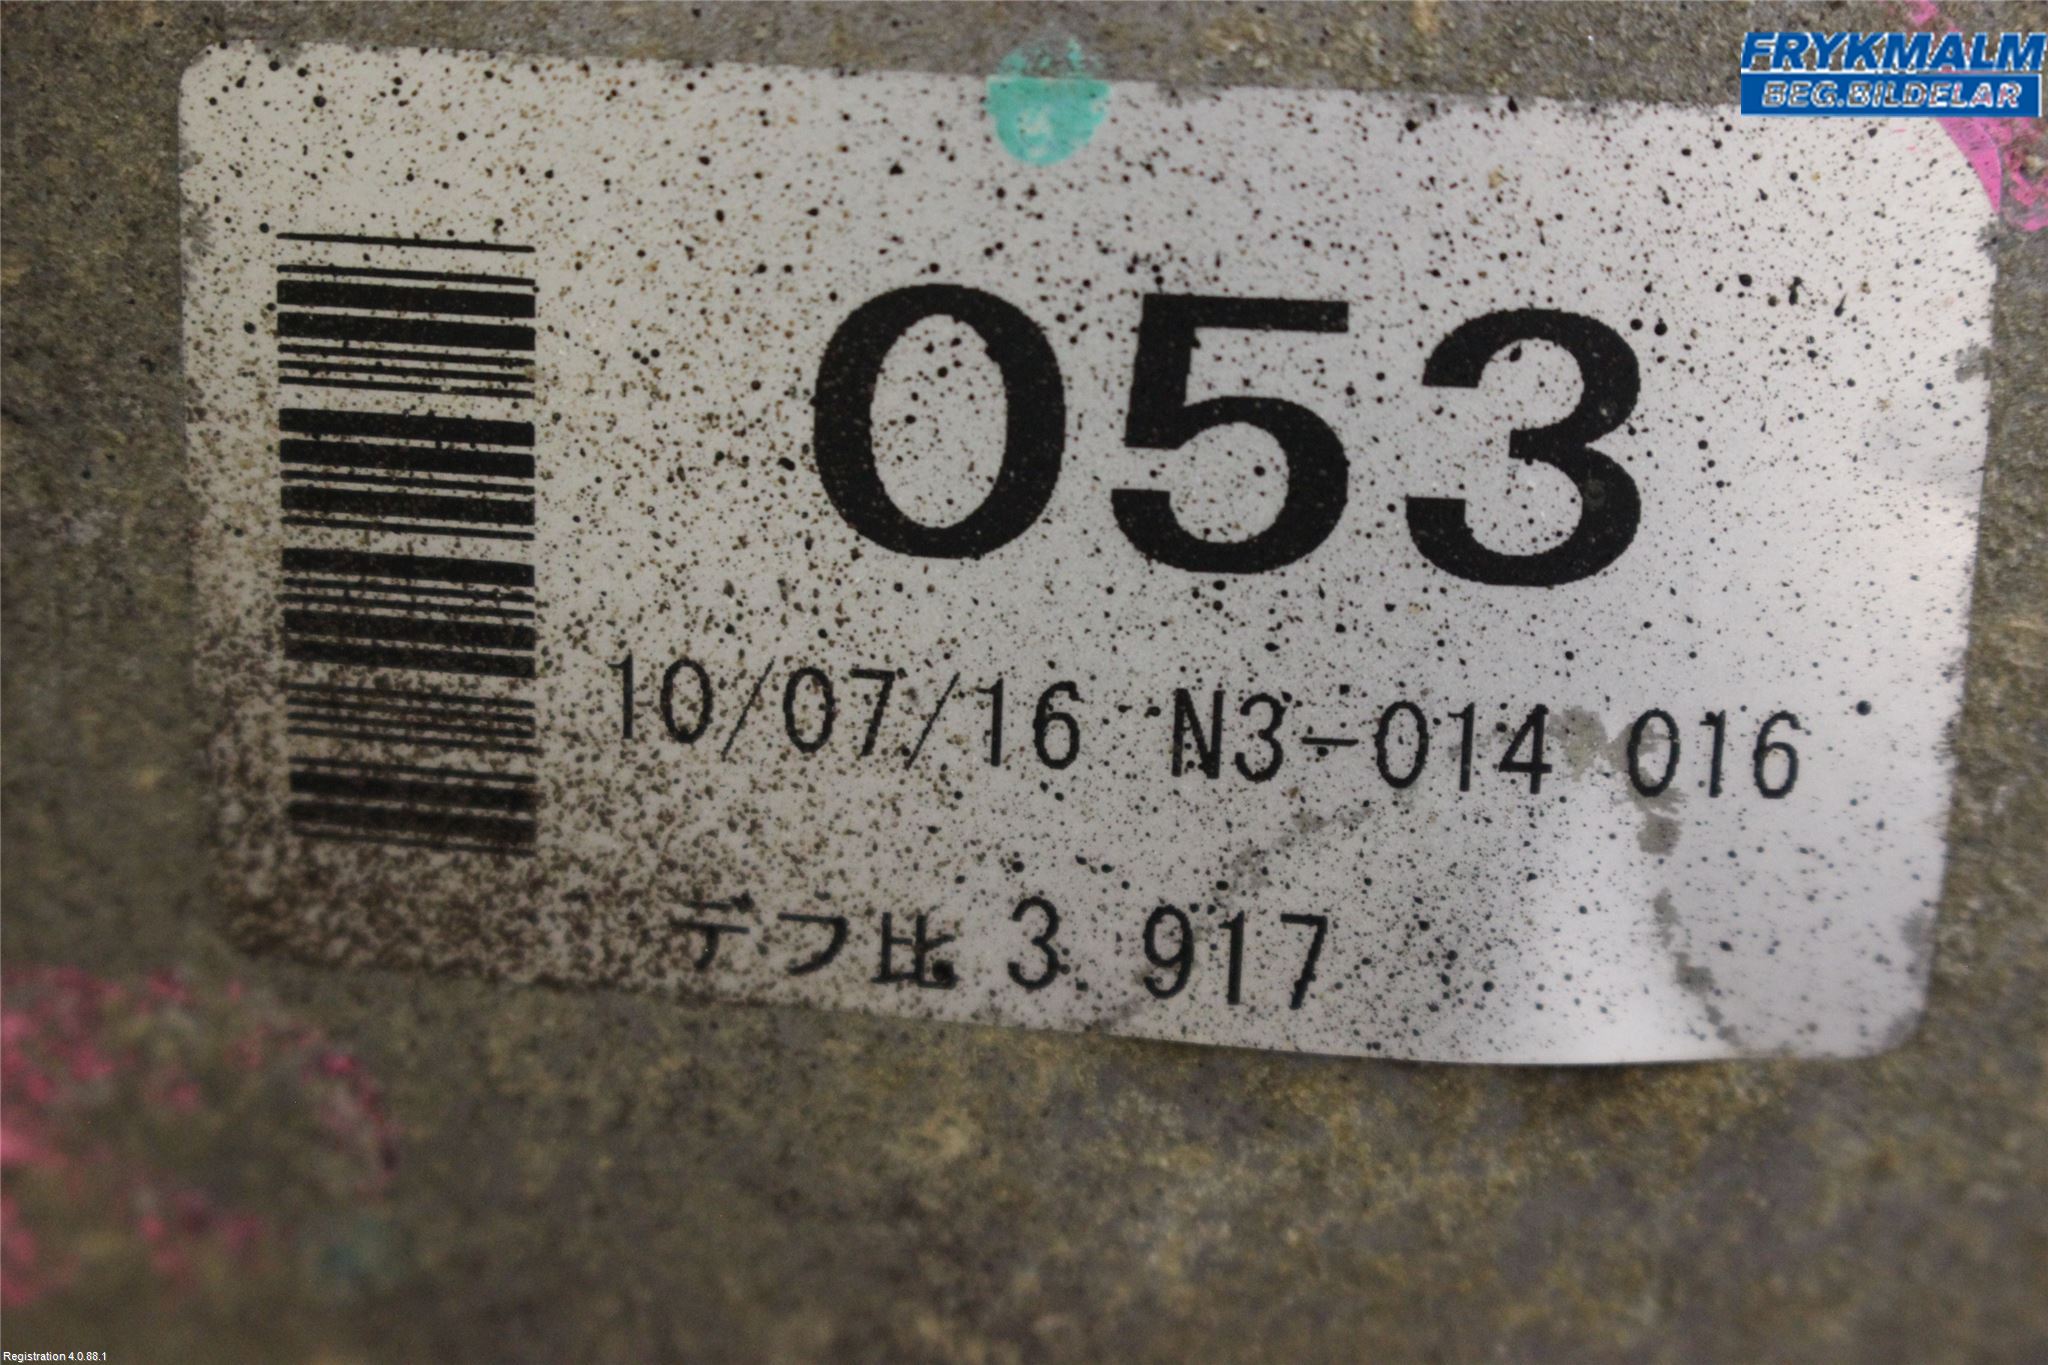 FRYKMALM
BEG.BILDELAR
053
10/07/16 N3-014 016
デフ比 3 917
Registration 4.0.88.1